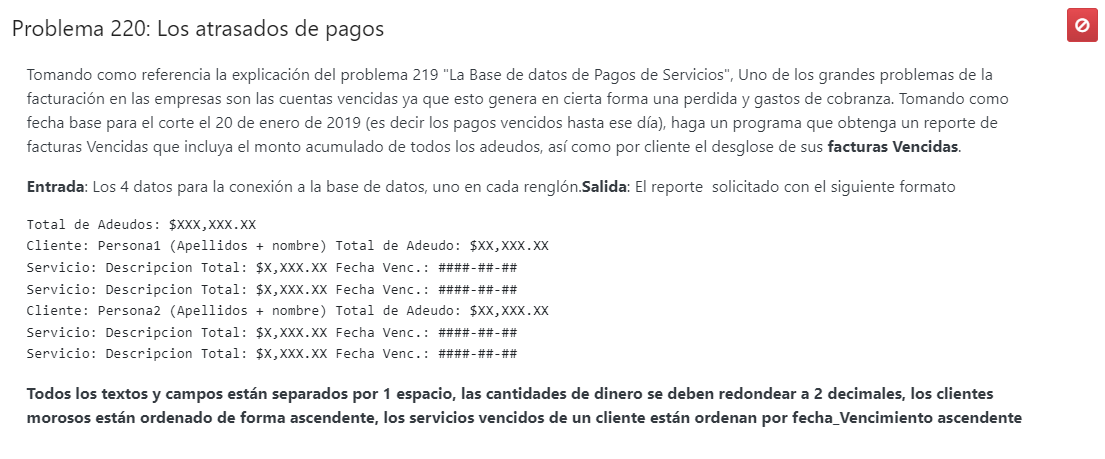 Problema 220: Los atrasados de pagos
Tomando como referencia la explicación del problema 219 "La Base de datos de Pagos de Servicios", Uno de los grandes problemas de la
facturación en las empresas son las cuentas vencidas ya que esto genera en cierta forma una perdida y gastos de cobranza. Tomando como
fecha base para el corte el 20 de enero de 2019 (es decir los pagos vencidos hasta ese día), haga un programa que obtenga un reporte de
facturas Vencidas que incluya el monto acumulado de todos los adeudos, así como por cliente el desglose de sus facturas Vencidas.
Entrada: Los 4 datos para la conexión a la base de datos, uno en cada renglón.Salida: El reporte  solicitado con el siguiente formato
Total de Adeudos: $XXX,XXX.XX
Cliente: Persona1 (Apellidos + nombre) Total de Adeudo: $XX,XXX.XX
Servicio: Descripcion Total: $X,XXX.XX Fecha Venc.: ####-##-##
Servicio: Descripcion Total: $X,XXX.XX Fecha Venc.: ####-##-##
Cliente: Persona2 (Apellidos + nombre) Total de Adeudo: $XX,XXX.XX
Servicio: Descripcion Total: $X,XXX.XX Fecha Venc.: ####-##-##
Servicio: Descripcion Total: $X,XXX.XX Fecha Venc.: ####-##-##
Todos los textos y campos están separados por 1 espacio, las cantidades de dinero se deben redondear a 2 decimales, los clientes
morosos están ordenado de forma ascendente, los servicios vencidos de un cliente están ordenan por fecha_Vencimiento ascendente